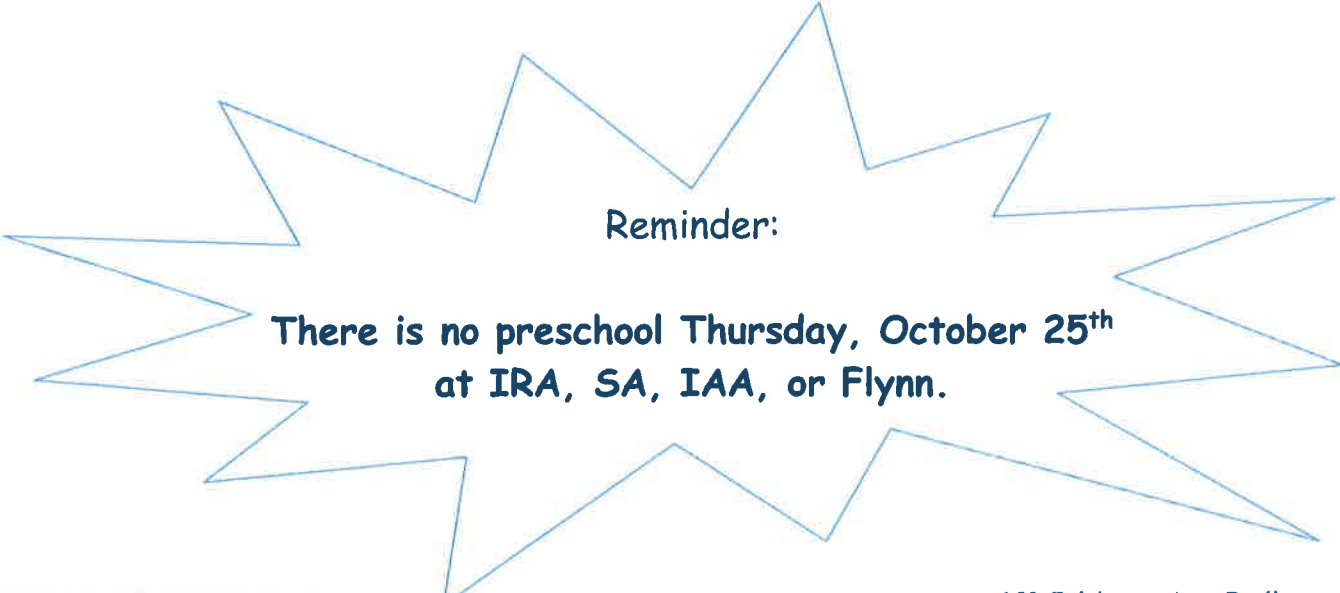 Reminder:
There is no preschool Thursday, October 25th
at IRA, SA, IAA, or Flynn.